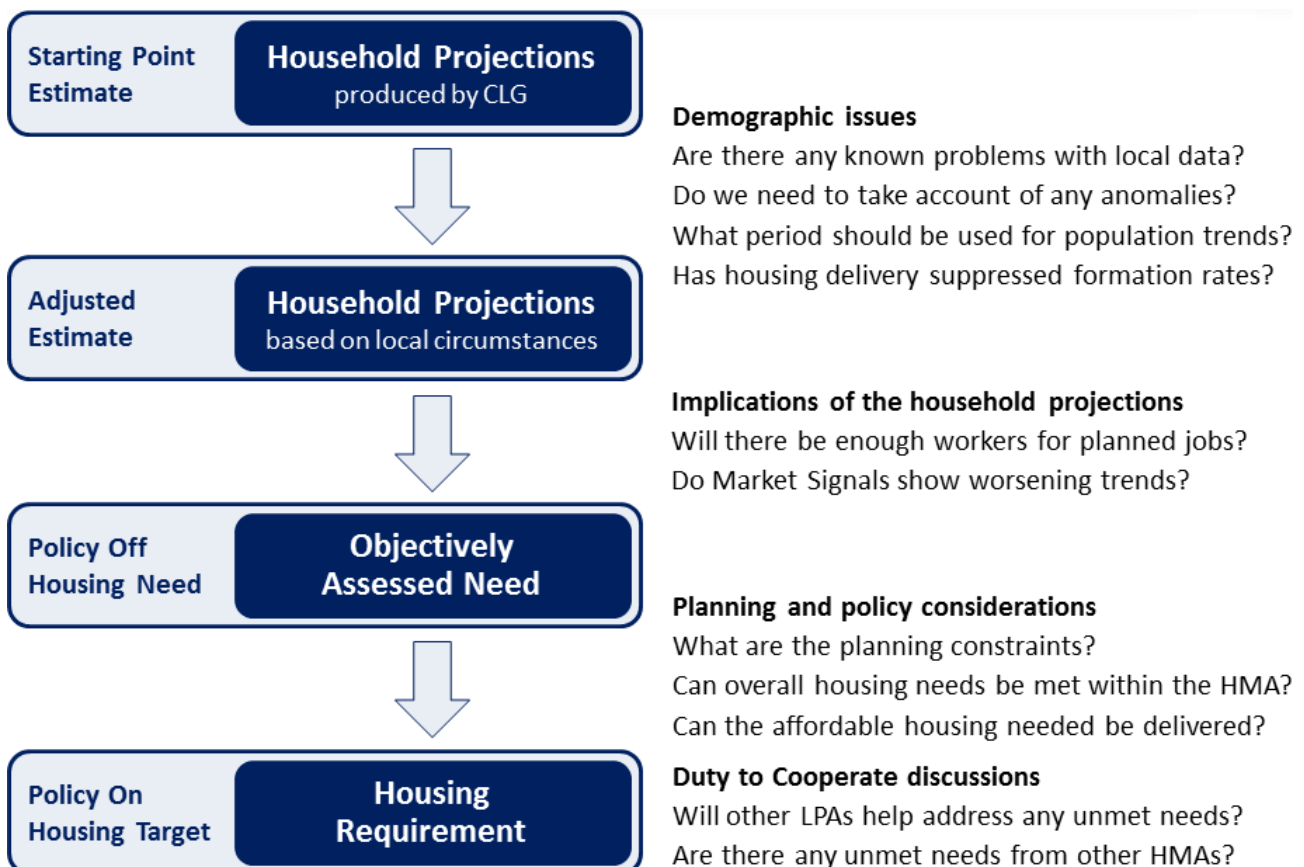 Starting Point
Estimate
Household Projections
produced by CLG
Demographic issues
Are there any known problems with local data?
Do we need to take account of any anomalies?
What period should be used for population trends?
Has housing delivery suppressed formation rates?
Adjusted
Estimate
Household Projections
based on local circumstances
Implications of the household projections
Will there be enough workers for planned jobs?
Do Market Signals show worsening trends?
Policy Off
Housing Need
Objectively
Assessed Need
Planning and policy considerations
What are the planning constraints?
Can overall housing needs be met within the HMA?
Can the affordable housing needed be delivered?
Policy On
Housing Target
Housing
Requirement
Duty to Cooperate discussions
Will other LPAs help address any unmet needs?
Are there any unmet needs from other HMAs?